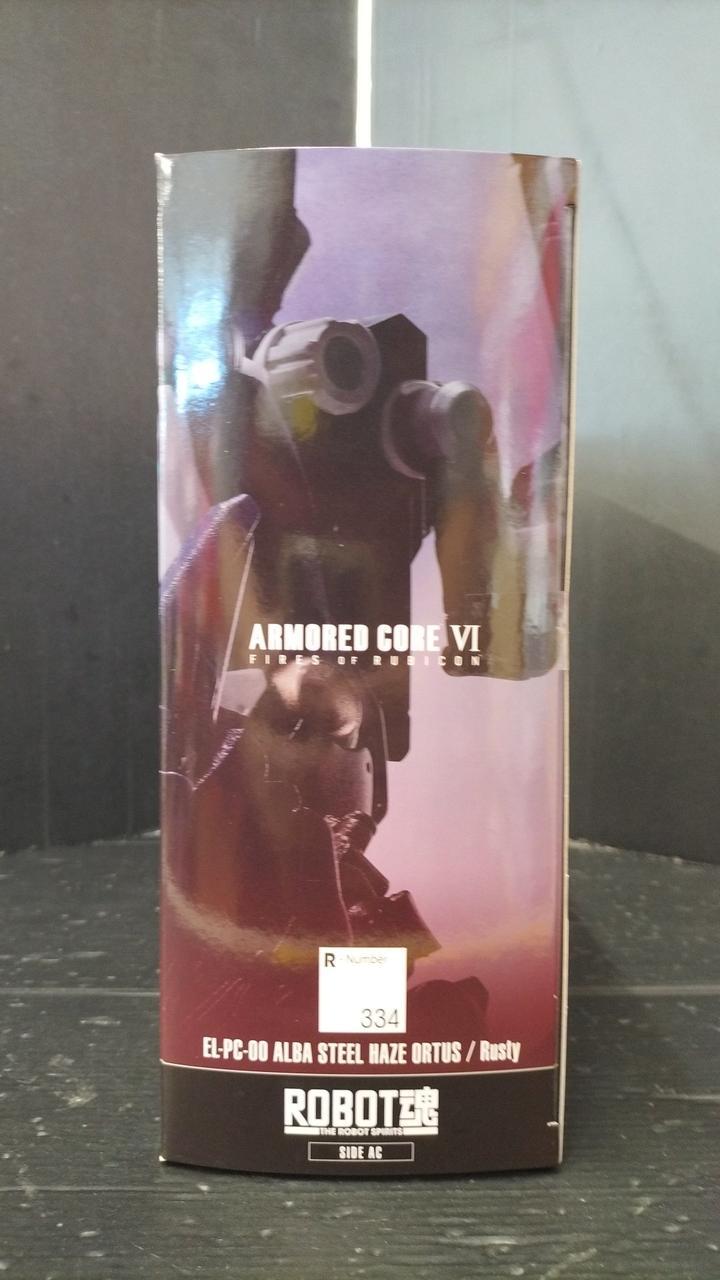 ARMORED CORE VI
FIRES OF RUBICON
R - Number
334
EL-PC-00 ALBA STEEL HAZE ORTUS / Rusty
ROBOT魂
THE ROBOT SPIRITS
SIDE AC